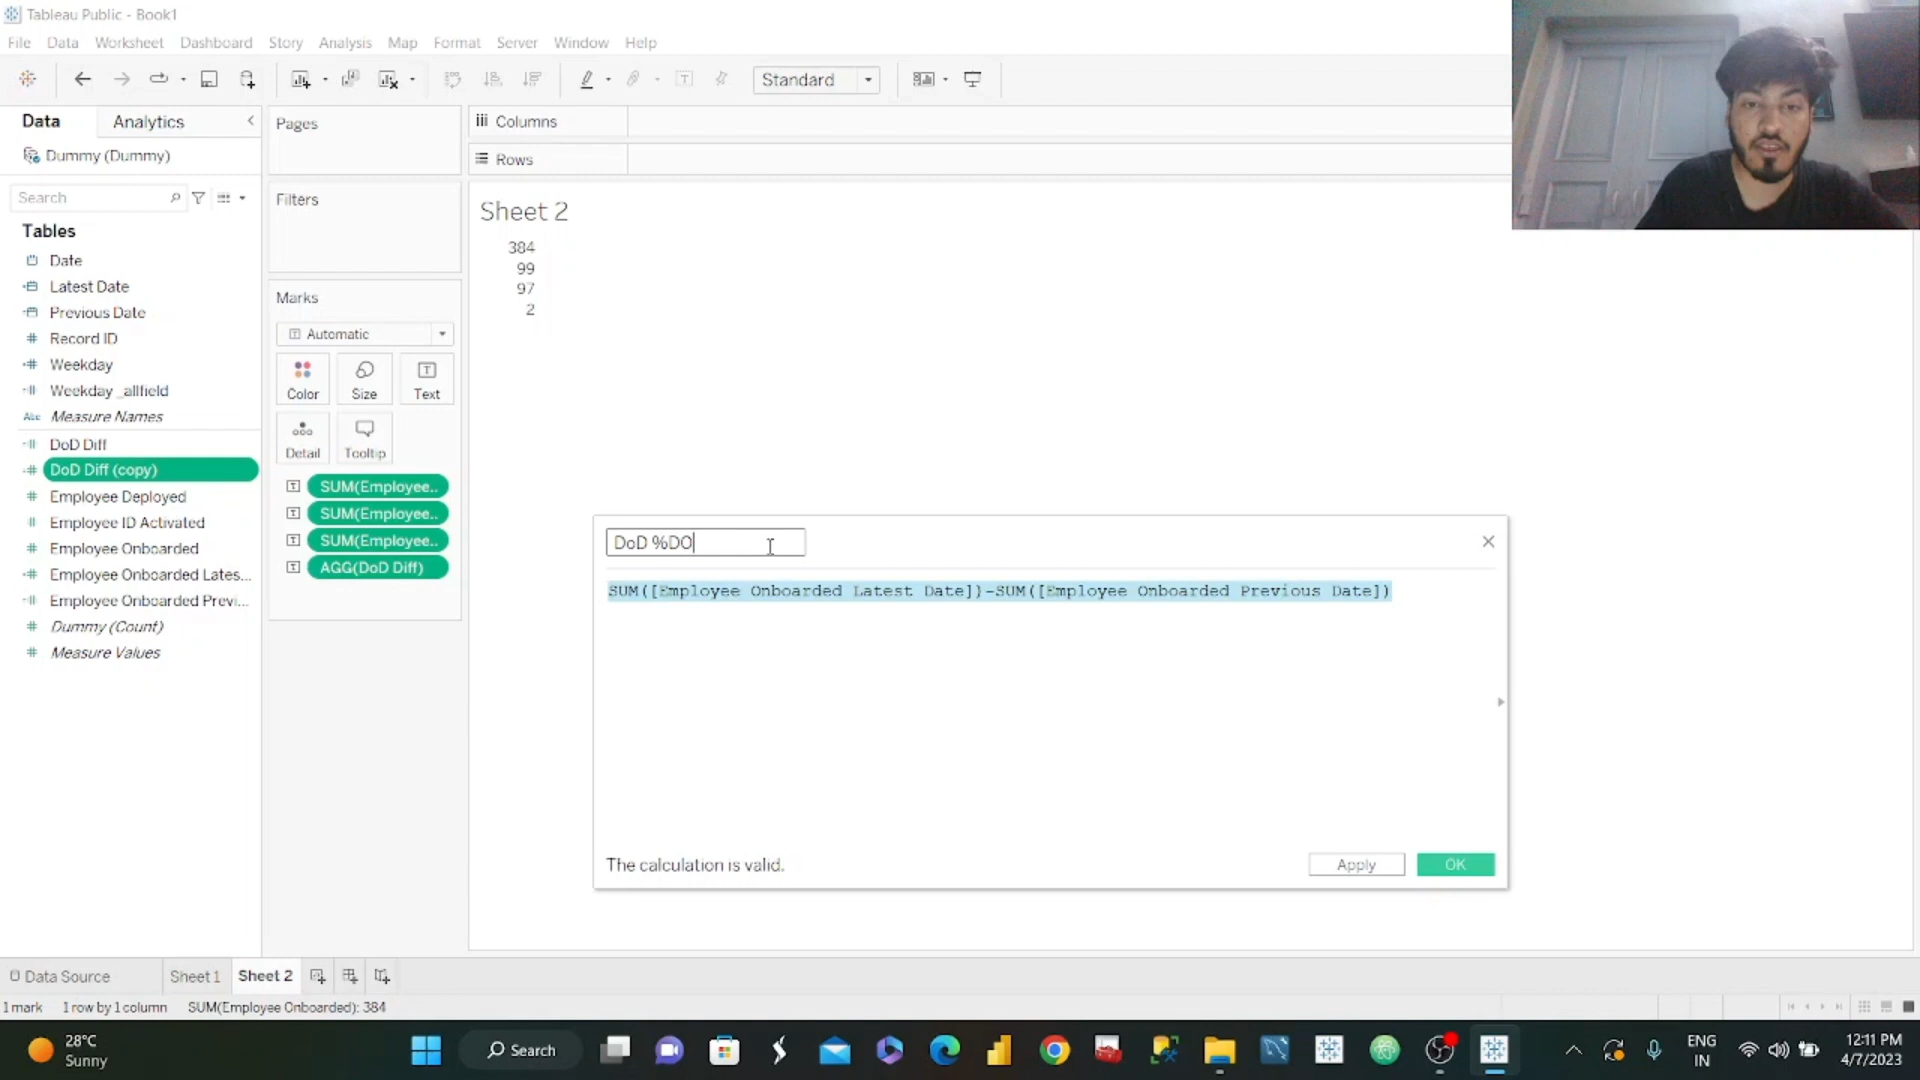 Tableau Public - Book1
File Data Worksheet Dashboard Story Analysis Map Format Server Window Help
Standard
Data Analytics
Dummy (Dummy)
Search
Tables
Date
Latest Date
Previous Date
Record ID
Weekday
Weekday _allfield
Abc Measure Names
DoD Diff
DoD Diff (copy)
Employee Deployed
Employee ID Activated
Employee Onboarded
Employee Onboarded Lates...
Employee Onboarded Previ...
Dummy (Count)
Measure Values
Pages
Filters
Marks
Automatic
Color Size Text
Detail Tooltip
SUM(Employee..
SUM(Employee..
SUM(Employee..
AGG(DoD Diff)
Columns
Rows
Sheet 2
384
99
97
2
DoD %DO
SUM([Employee Onboarded Latest Date])-SUM([Employee Onboarded Previous Date])
The calculation is valid.
Apply OK
Data Source Sheet 1 Sheet 2
1 mark 1 row by 1 column SUM(Employee Onboarded): 384
28°C
Sunny
Search
ENG
IN
12:11 PM
4/7/2023